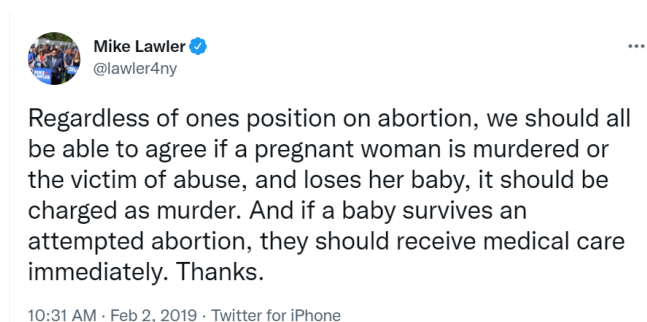 Mike Lawler
@lawler4ny
Regardless of ones position on abortion, we should all
be able to agree if a pregnant woman is murdered or
the victim of abuse, and loses her baby, it should be
charged as murder. And if a baby survives an
attempted abortion, they should receive medical care
immediately. Thanks.
10:31 AM · Feb 2, 2019 · Twitter for iPhone